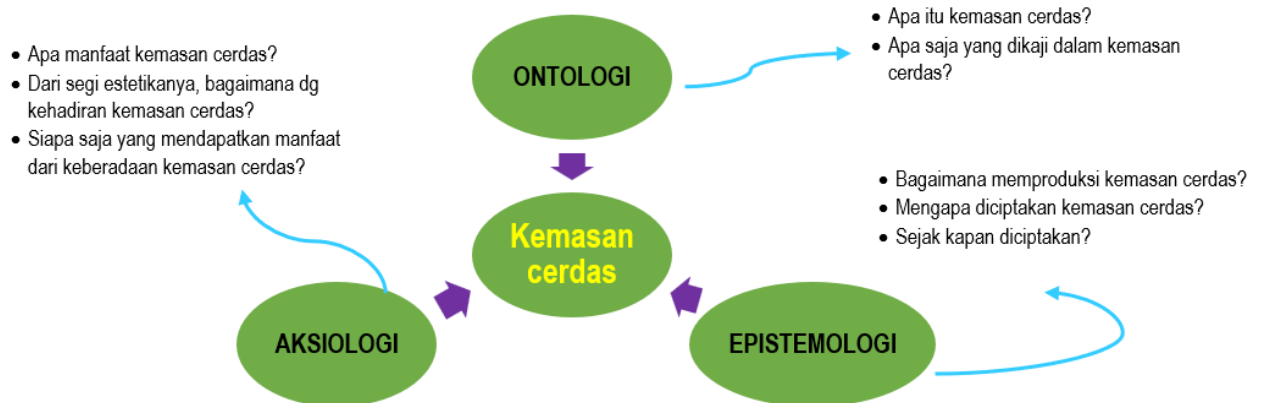 • Apa manfaat kemasan cerdas?
• Dari segi estetikanya, bagaimana dg
kehadiran kemasan cerdas?
• Siapa saja yang mendapatkan manfaat
dari keberadaan kemasan cerdas?
ONTOLOGI
• Apa itu kemasan cerdas?
• Apa saja yang dikaji dalam kemasan
cerdas?
Kemasan
cerdas
• Bagaimana memproduksi kemasan cerdas?
• Mengapa diciptakan kemasan cerdas?
• Sejak kapan diciptakan?
AKSIOLOGI
EPISTEMOLOGI